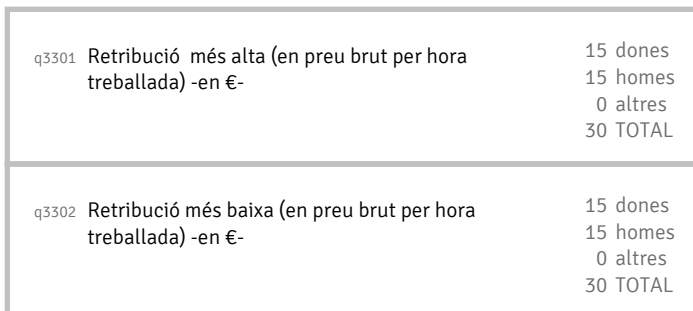 q3301 Retribució més alta (en preu brut per hora
treballada) -en €-
15 dones
15 homes
0 altres
30 TOTAL
q3302 Retribució més baixa (en preu brut per hora
treballada) -en €-
15 dones
15 homes
0 altres
30 TOTAL